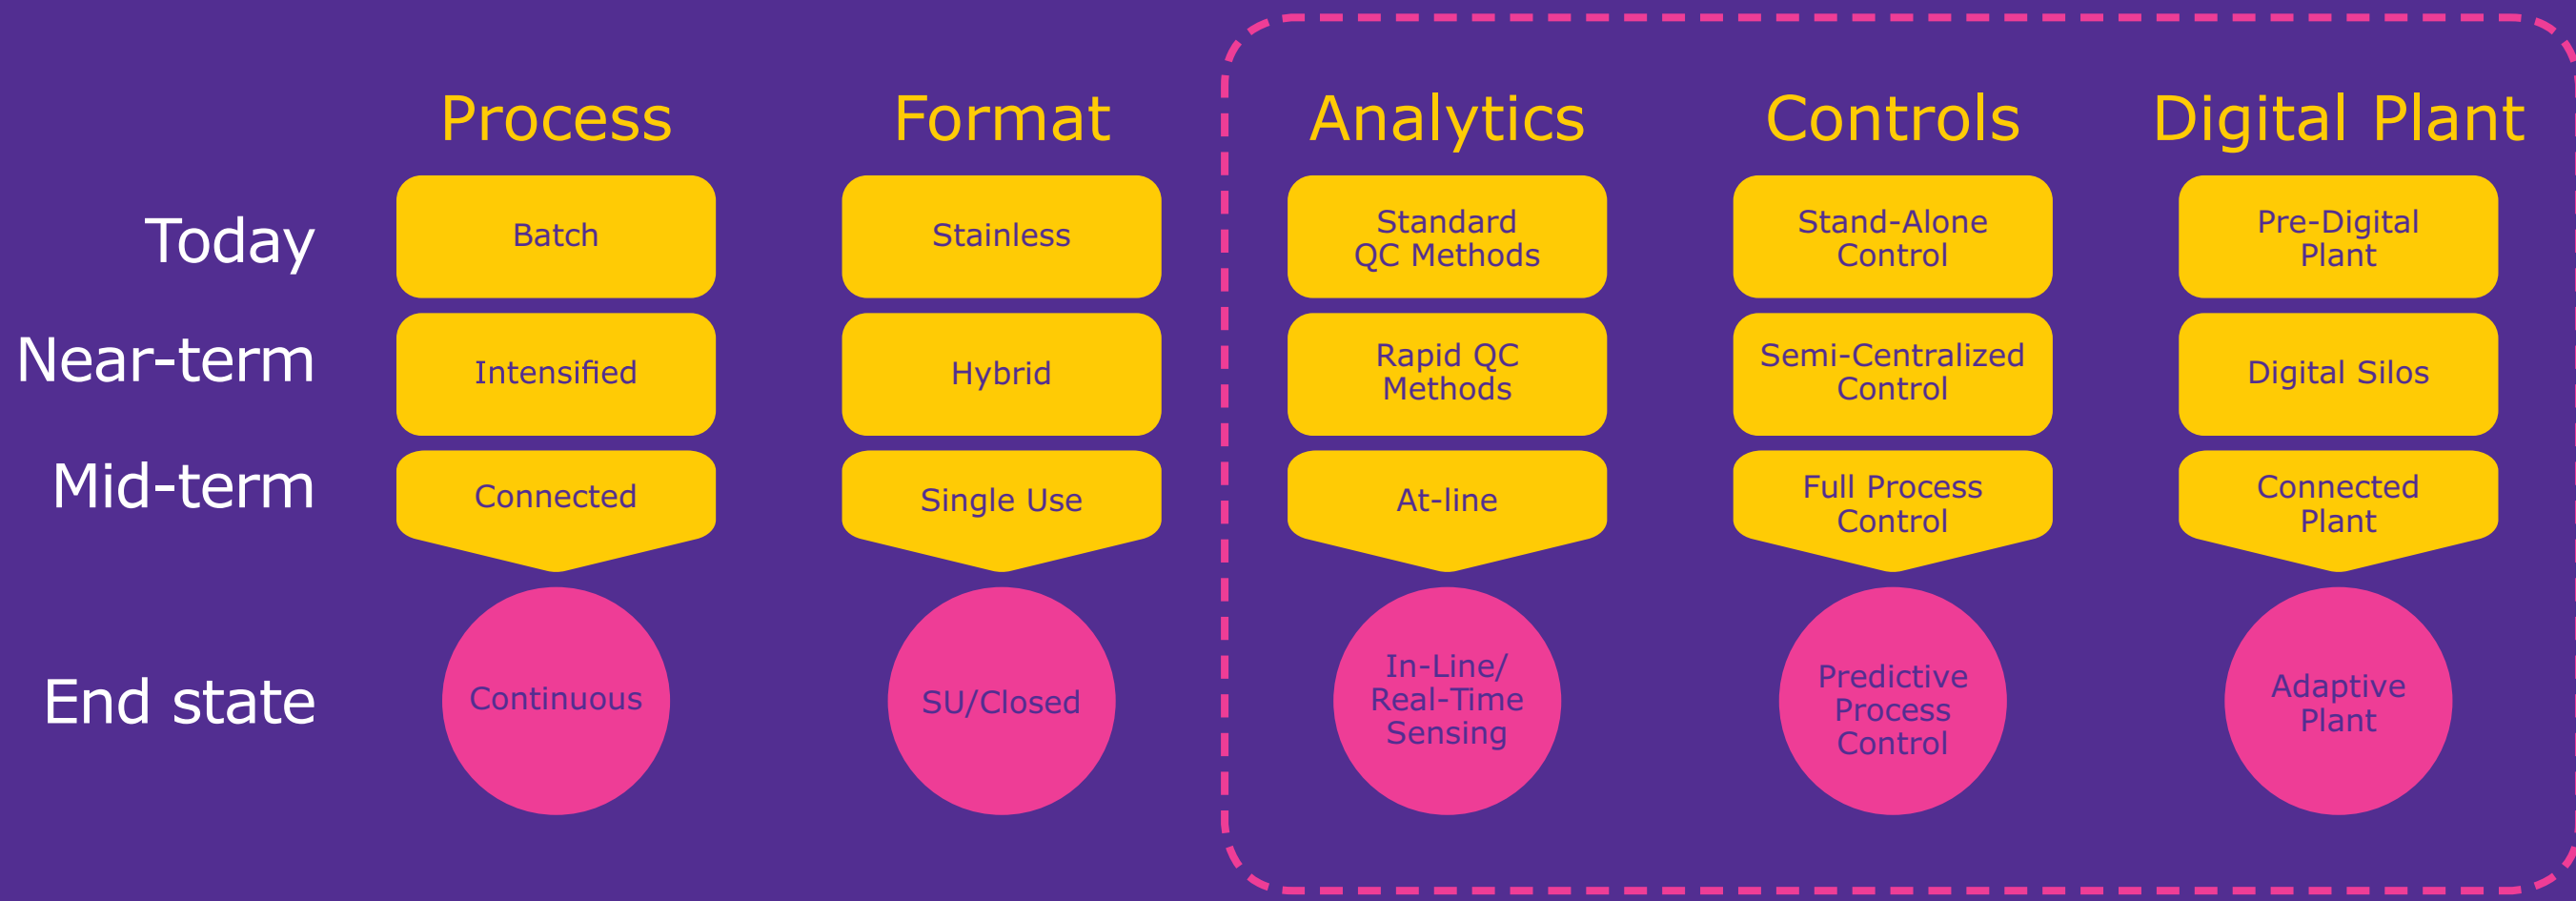 Process
Format
Analytics
Controls
Digital Plant
Today
Batch
Stainless
Standard
QC Methods
Stand-Alone
Control
Pre-Digital
Plant
Near-term
Intensified
Hybrid
Rapid QC
Methods
Semi-Centralized
Control
Digital Silos
Mid-term
Connected
Single Use
At-line
Full Process
Control
Connected
Plant
End state
Continuous
SU/Closed
In-Line/
Real-Time
Sensing
Predictive
Process
Control
Adaptive
Plant